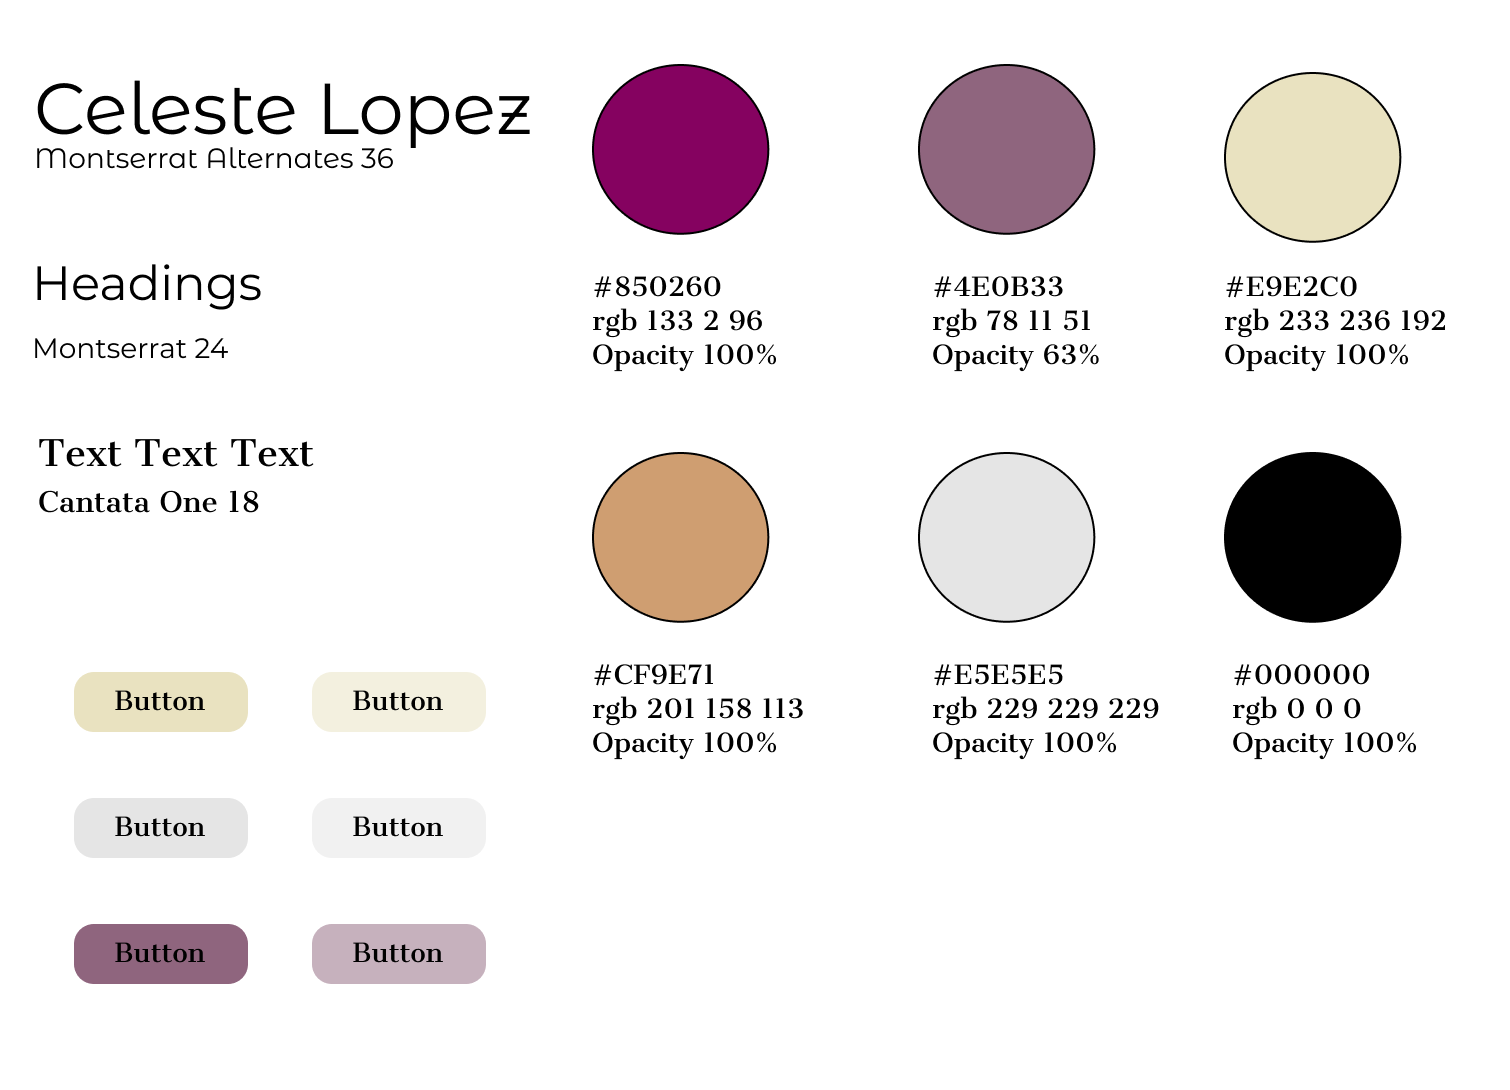 Celeste Lopez
Montserrat Alternates 36
Headings
Montserrat 24
Text Text Text
Cantata One 18
Button
Button
Button
Button
Button
Button
#850260
rgb 133 2 96
Opacity 100%
#4E0B33
rgb 78 11 51
Opacity 63%
#E9E2C0
rgb 233 236 192
Opacity 100%
#CF9E71
rgb 201 158 113
Opacity 100%
#E5E5E5
rgb 229 229 229
Opacity 100%
#000000
rgb 0 0 0
Opacity 100%